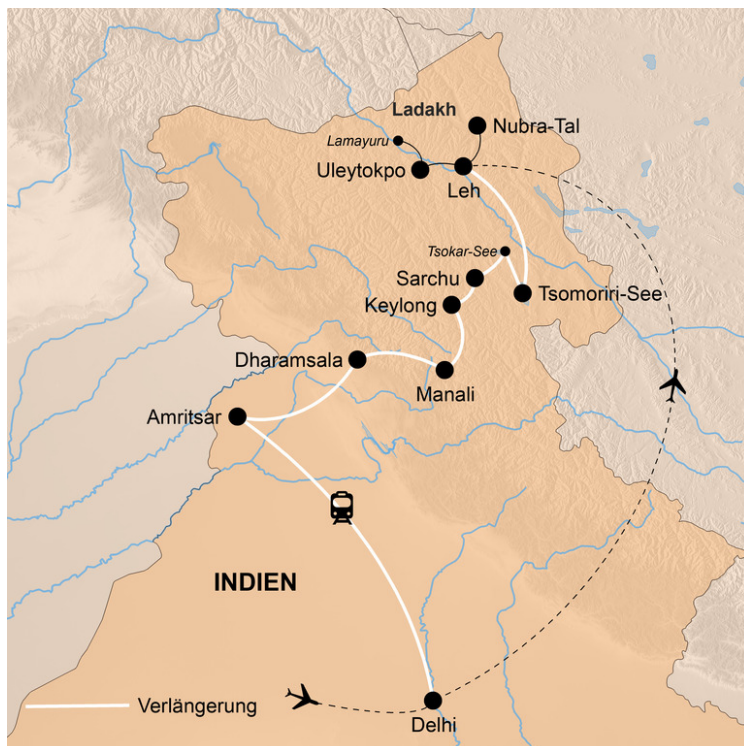 Ladakh
Nubra-Tal
Lamayuru
Uleytokpo
Leh
Tsokar-See
Sarchu
Tsomoriri-See
Keylong
Dharamsala
Manali
Amritsar
INDIEN
Verlängerung
Delhi